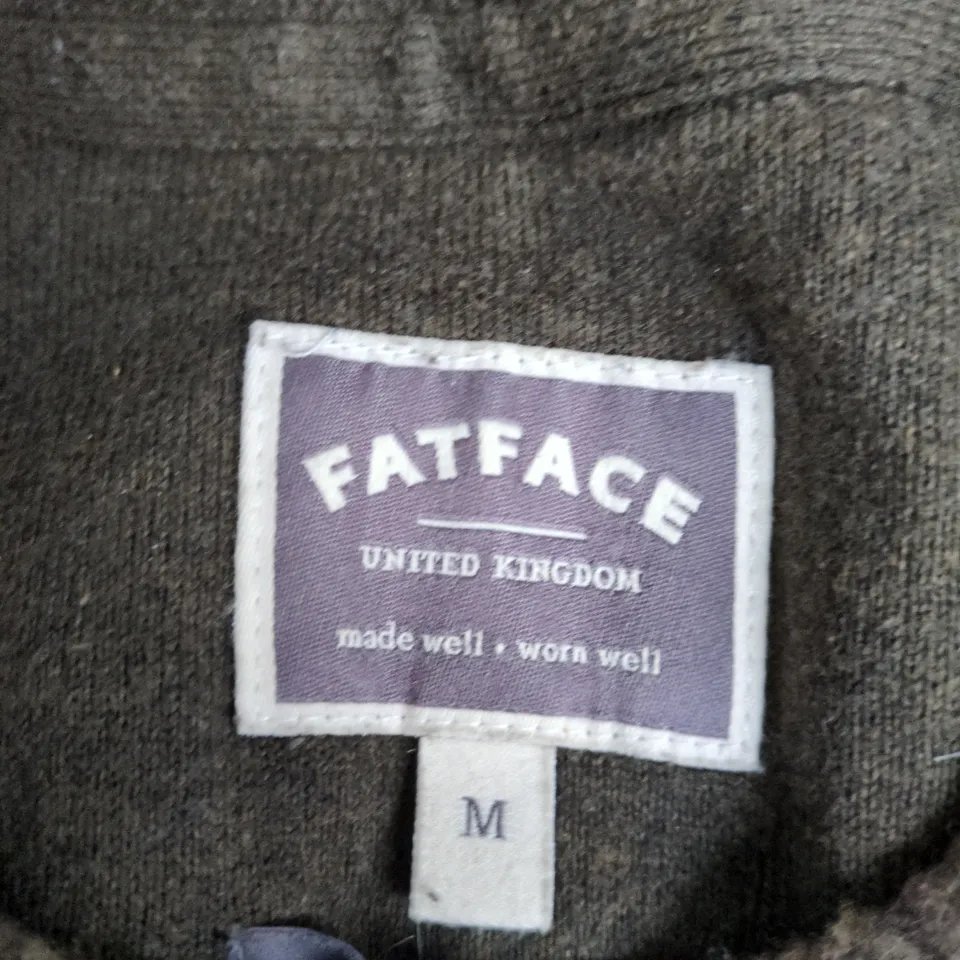 FATFACE
UNITED KINGDOM
made well • worn well
M